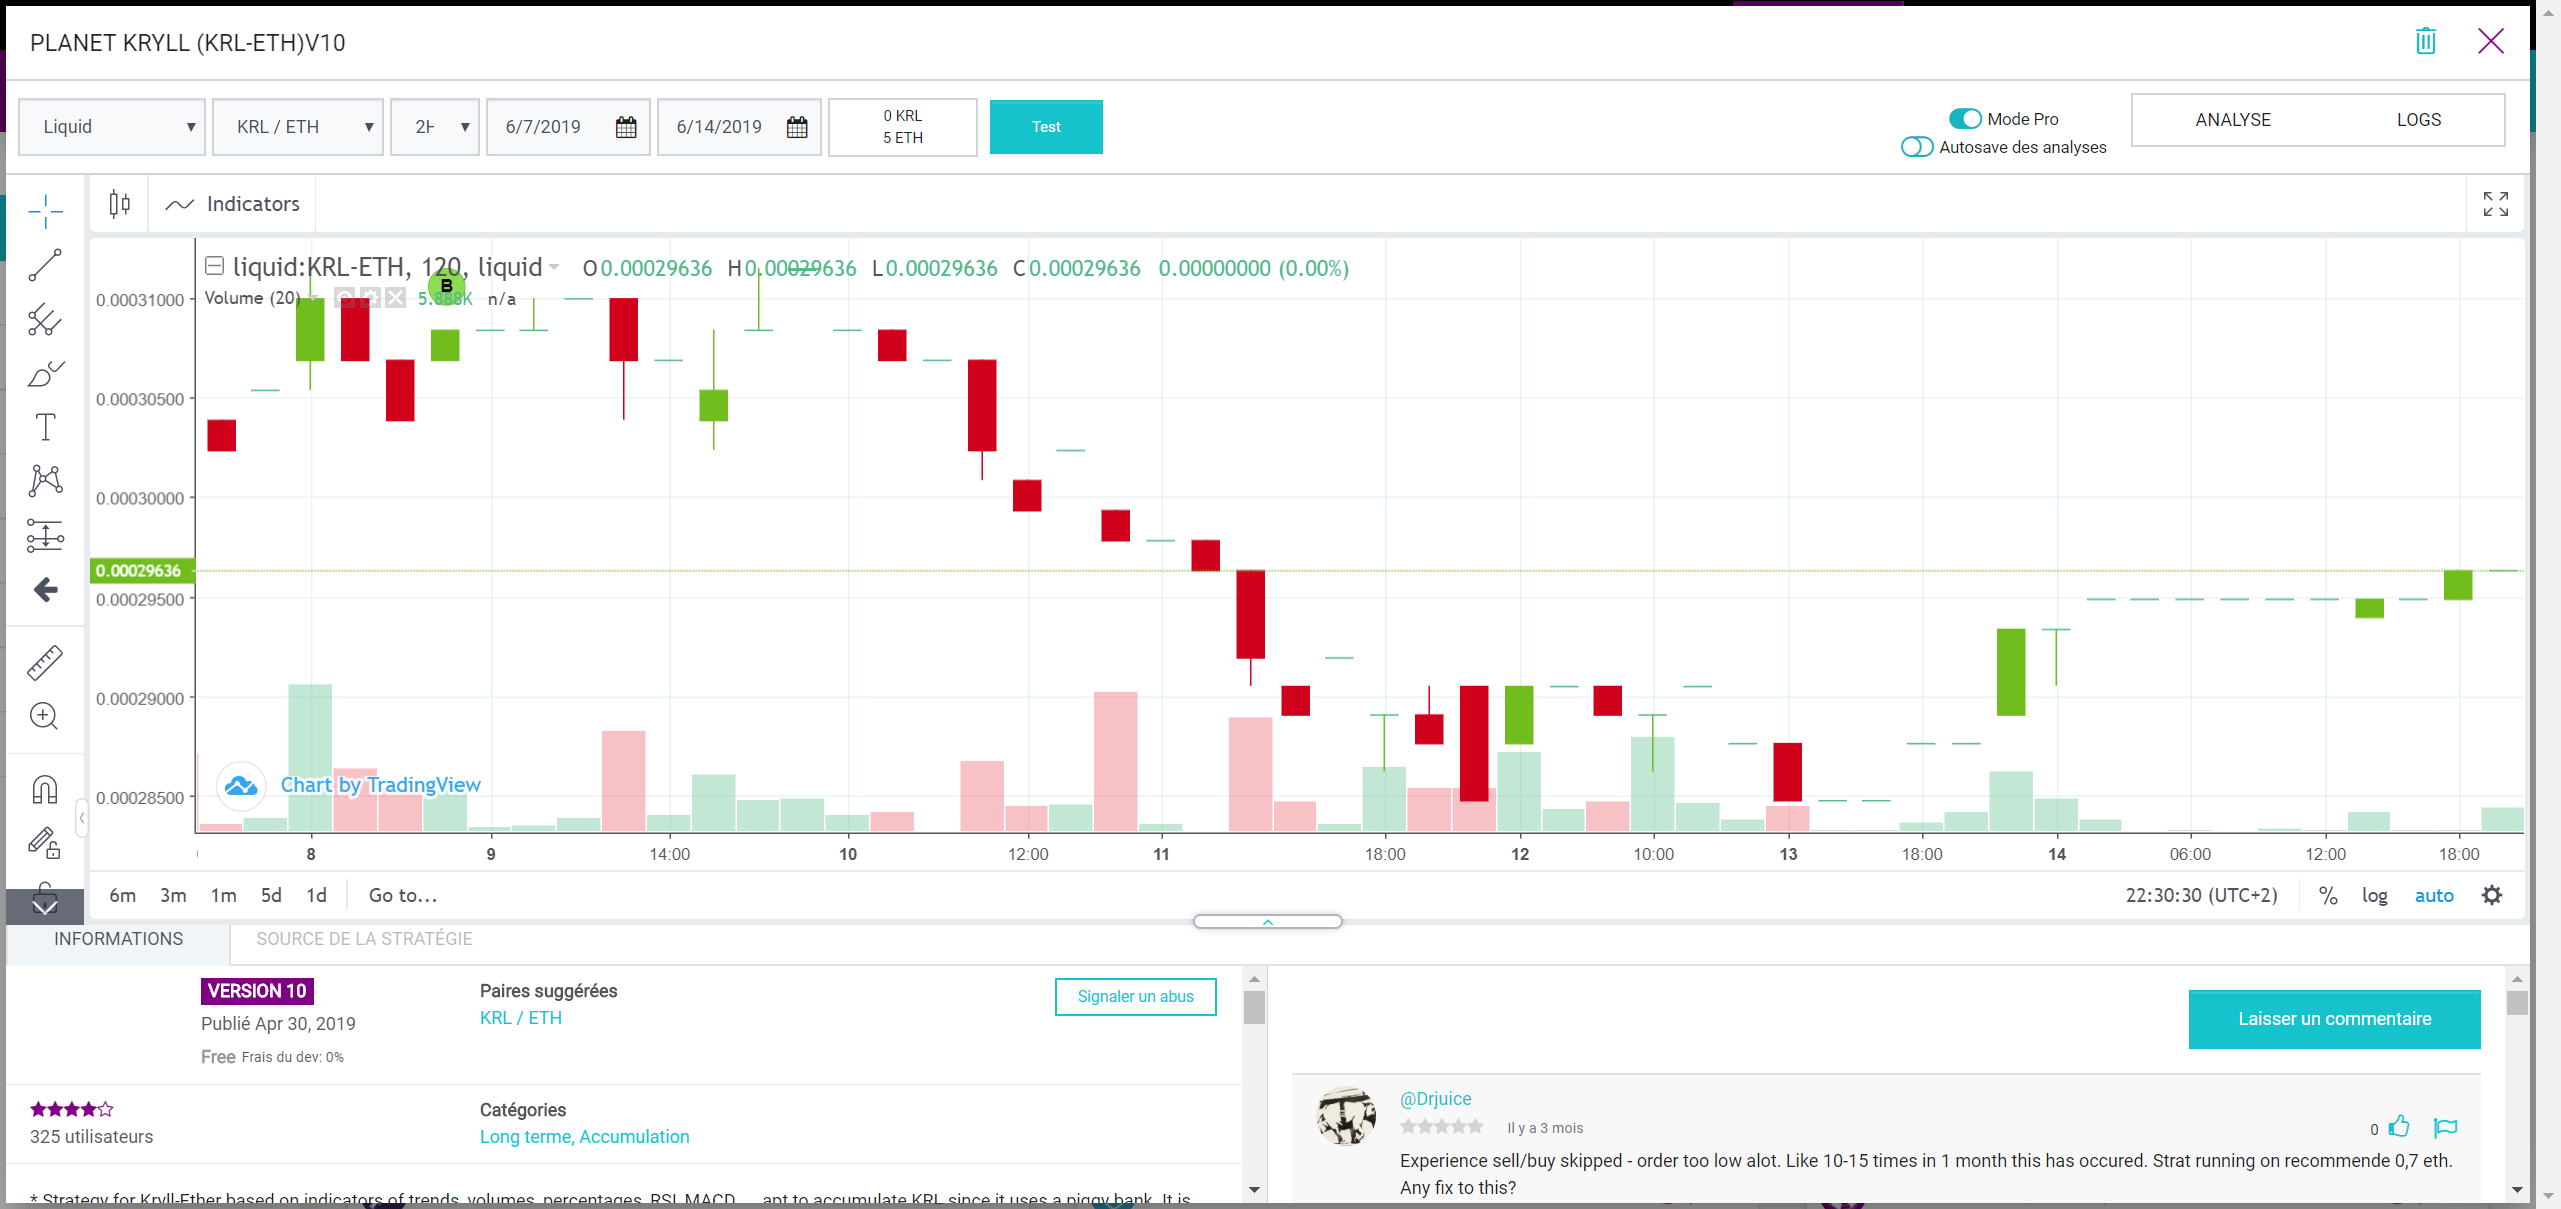 PLANET KRYLL (KRL-ETH)V10
Liquid
KRL / ETH
2H
6/7/2019
6/14/2019
0 KRL
5 ETH
Test
Mode Pro
Autosave des analyses
ANALYSE
LOGS
Indicators
liquid:KRL-ETH, 120, liquid
O0.00029636 H0.00029636 L0.00029636 C0.00029636 0.00000000 (0.00%)
Volume (20)
5.888K n/a
B
0.00031000
0.00030500
0.00030000
0.00029636
0.00029500
0.00029000
0.00028500
Chart by TradingView
8 9 14:00 10 12:00 11 18:00 12 10:00 13 18:00 14 06:00 12:00 18:00
6m 3m 1m 5d 1d Go to...
22:30:30 (UTC+2) % log auto
INFORMATIONS
SOURCE DE LA STRATÉGIE
VERSION 10
Publié Apr 30, 2019
Free Frais du dev: 0%
Paires suggérées
KRL / ETH
Signaler un abus
325 utilisateurs
Catégories
Long terme, Accumulation
* Strategy for Kryll-Ether based on indicators of trends, volumes, percentages, RSI, MACD ... apt to accumulate KRL since it uses a piggy bank. It is
Laisser un commentaire
@Drjuice
Il y a 3 mois
0
Experience sell/buy skipped - order too low alot. Like 10-15 times in 1 month this has occured. Strat running on recommende 0,7 eth.
Any fix to this?